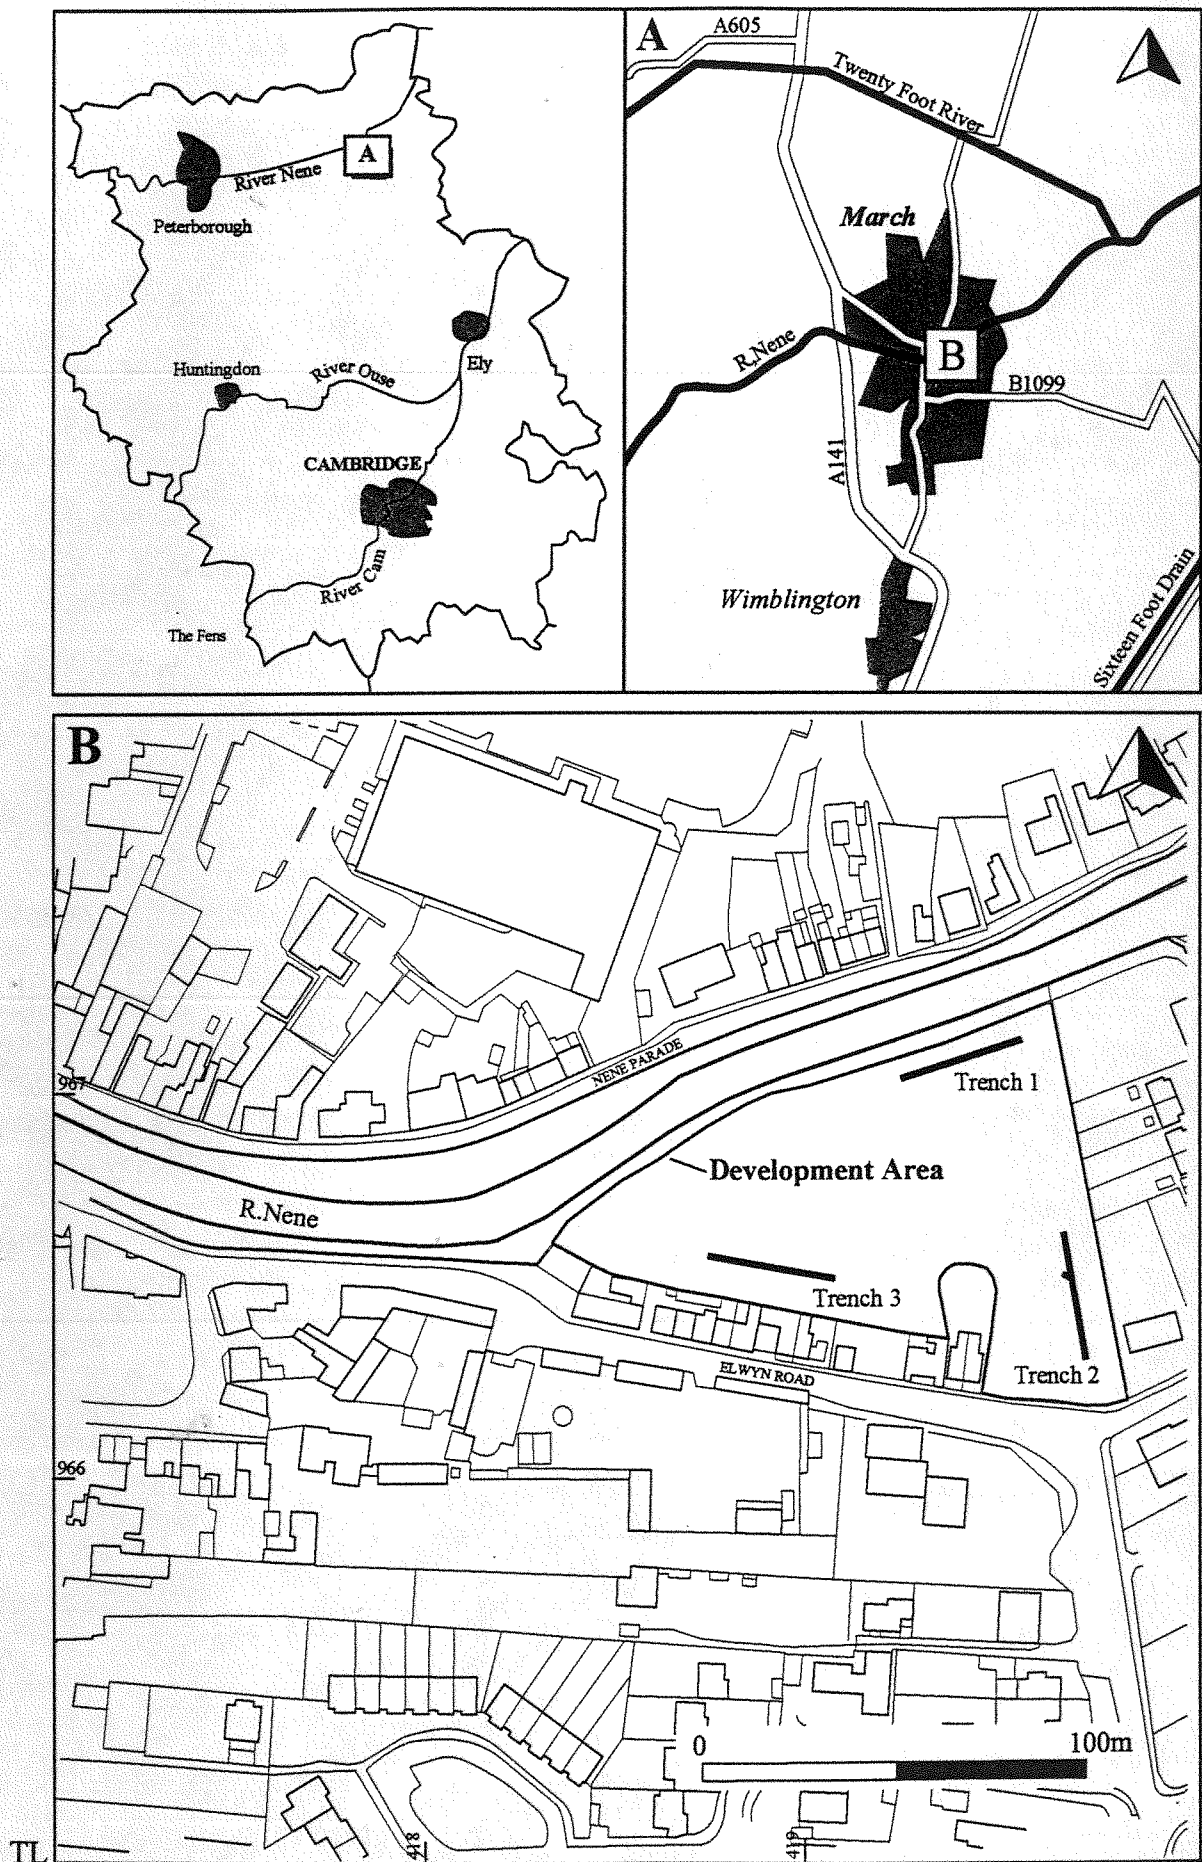 A
River Nene
Peterborough
Huntingdon
River Ouse
Ely
CAMBRIDGE
River Cam
The Fens
A
A605
Twenty Foot River
March
R.Nene
B
B1099
A141
Wimblington
Sixteen Foot Drain
B
967
NENE PARADE
Trench 1
Development Area
R.Nene
Trench 3
Trench 2
ELWYN ROAD
966
0
100m
418
419
TL